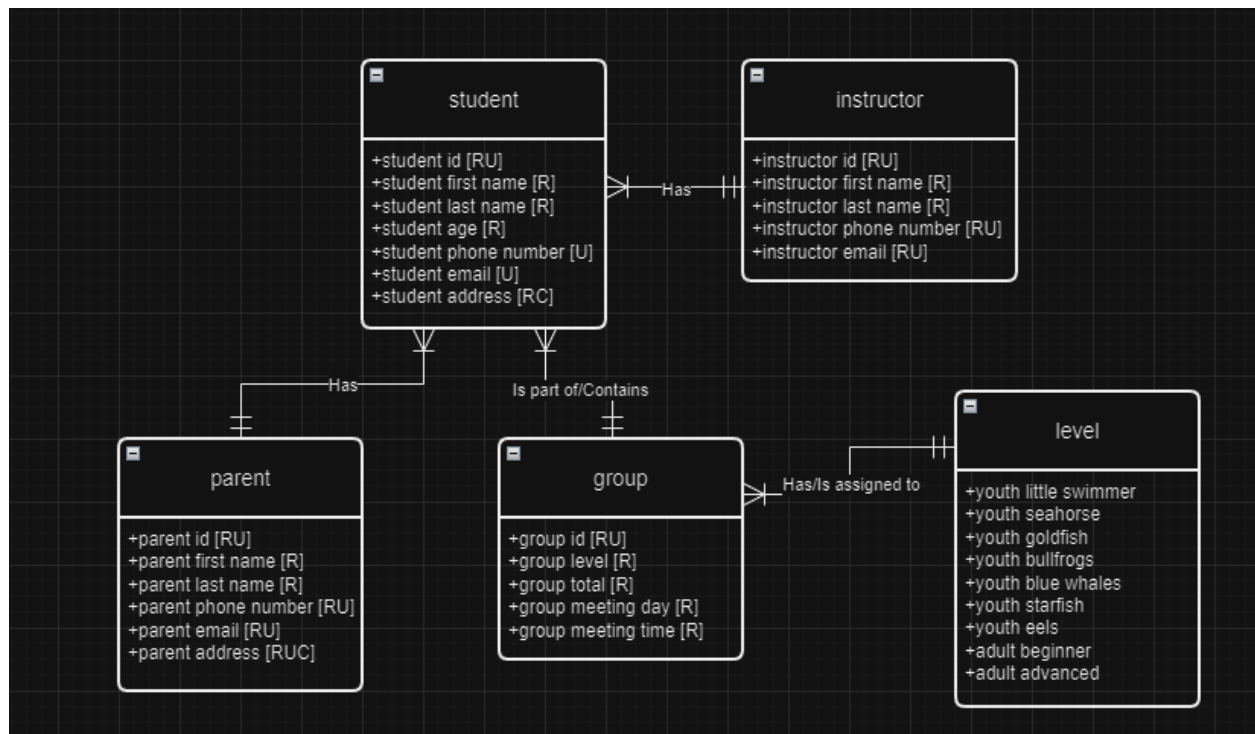 student
+student id [RU]
+student first name [R]
+student last name [R]
+student age [R]
+student phone number [U]
+student email [U]
+student address [RC]
Has
instructor
+instructor id [RU]
+instructor first name [R]
+instructor last name [R]
+instructor phone number [RU]
+instructor email [RU]
Has
Is part of/Contains
parent
+parent id [RU]
+parent first name [R]
+parent last name [R]
+parent phone number [RU]
+parent email [RU]
+parent address [RUC]
group
+group id [RU]
+group level [R]
+group total [R]
+group meeting day [R]
+group meeting time [R]
Has/Is assigned to
level
+youth little swimmer
+youth seahorse
+youth goldfish
+youth bullfrogs
+youth blue whales
+youth starfish
+youth eels
+adult beginner
+adult advanced